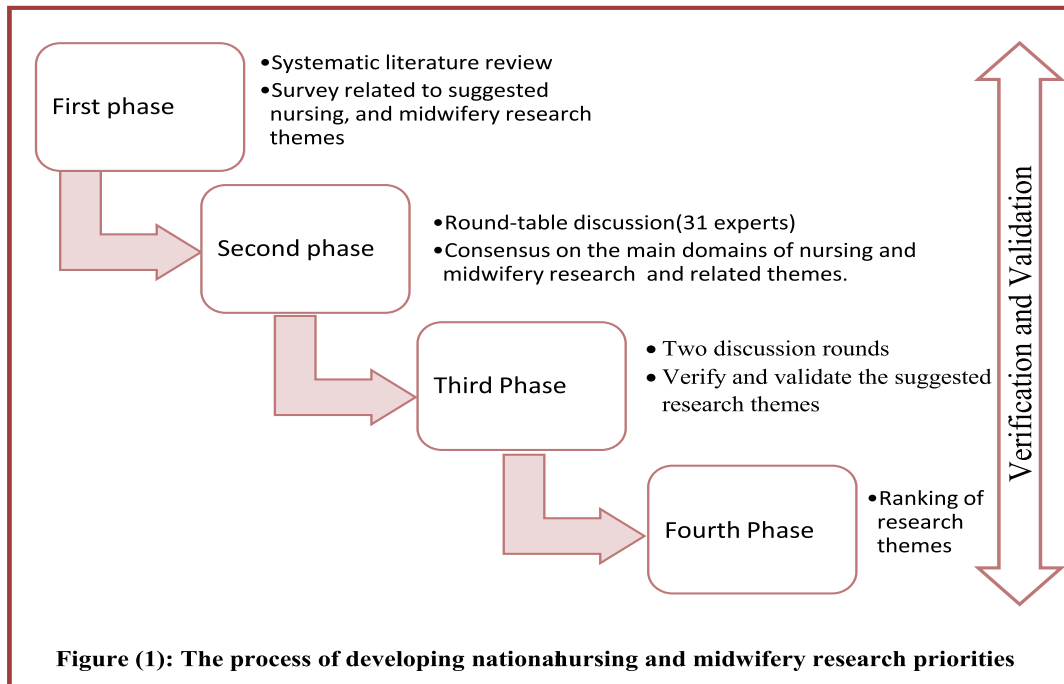 First phase
•Systematic literature review
•Survey related to suggested
nursing, and midwifery research
themes
Second phase
•Round-table discussion(31 experts)
•Consensus on the main domains of nursing and
midwifery research and related themes.
Third Phase
• Two discussion rounds
• Verify and validate the suggested
research themes
Fourth Phase
•Ranking of
research
themes
Verification and Validation
Figure (1): The process of developing nationalnursing and midwifery research priorities